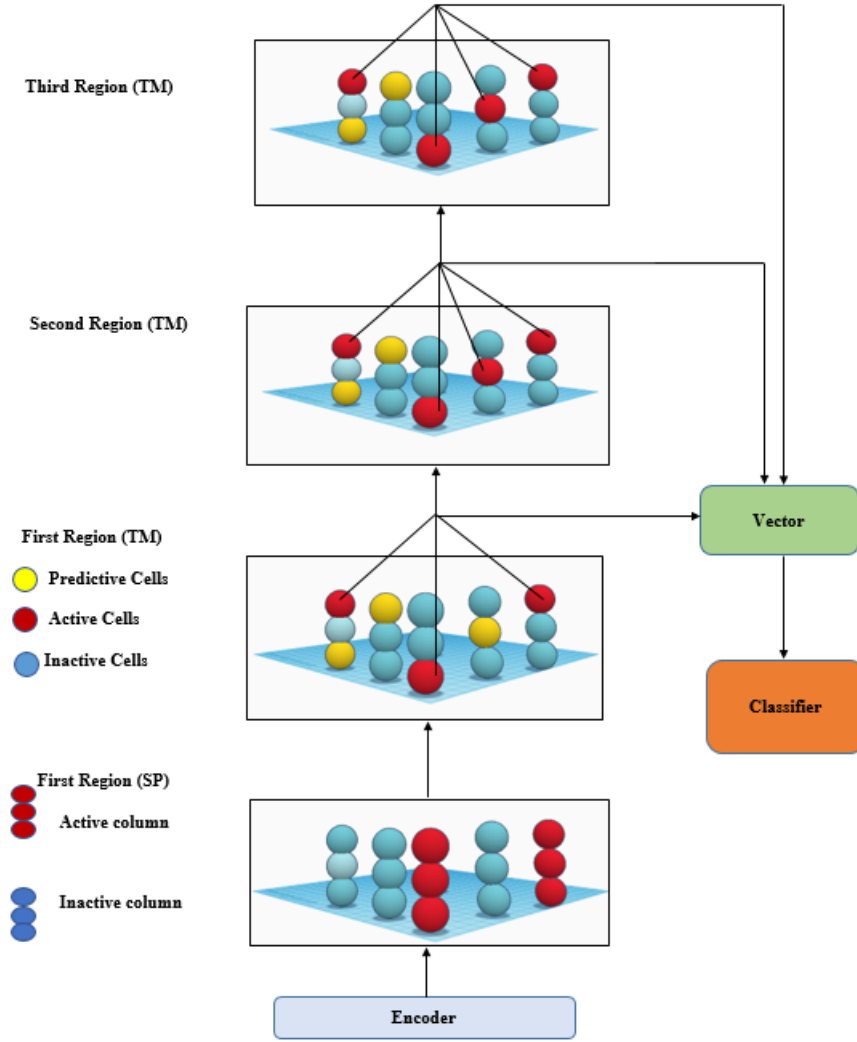 Third Region (TM)
Second Region (TM)
First Region (TM)
Predictive Cells
Active Cells
Inactive Cells
Vector
Classifier
First Region (SP)
Active column
Inactive column
Encoder